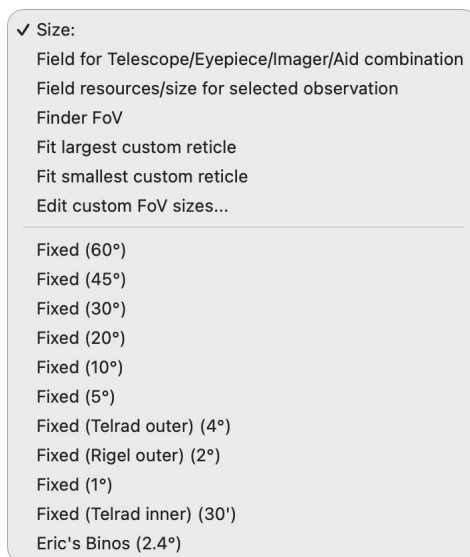 ✓ Size:
Field for Telescope/Eyepiece/Imager/Aid combination
Field resources/size for selected observation
Finder FoV
Fit largest custom reticle
Fit smallest custom reticle
Edit custom FoV sizes...
Fixed (60°)
Fixed (45°)
Fixed (30°)
Fixed (20°)
Fixed (10°)
Fixed (5°)
Fixed (Telrad outer) (4°)
Fixed (Rigel outer) (2°)
Fixed (1°)
Fixed (Telrad inner) (30')
Eric's Binos (2.4°)